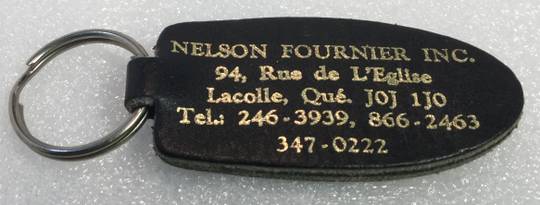 NELSON FOURNIER INC.
94, Rue de L'Eglise
Lacolle, Qué. J0J 1J0
Tel.: 246-3939, 866-2463
347-0222